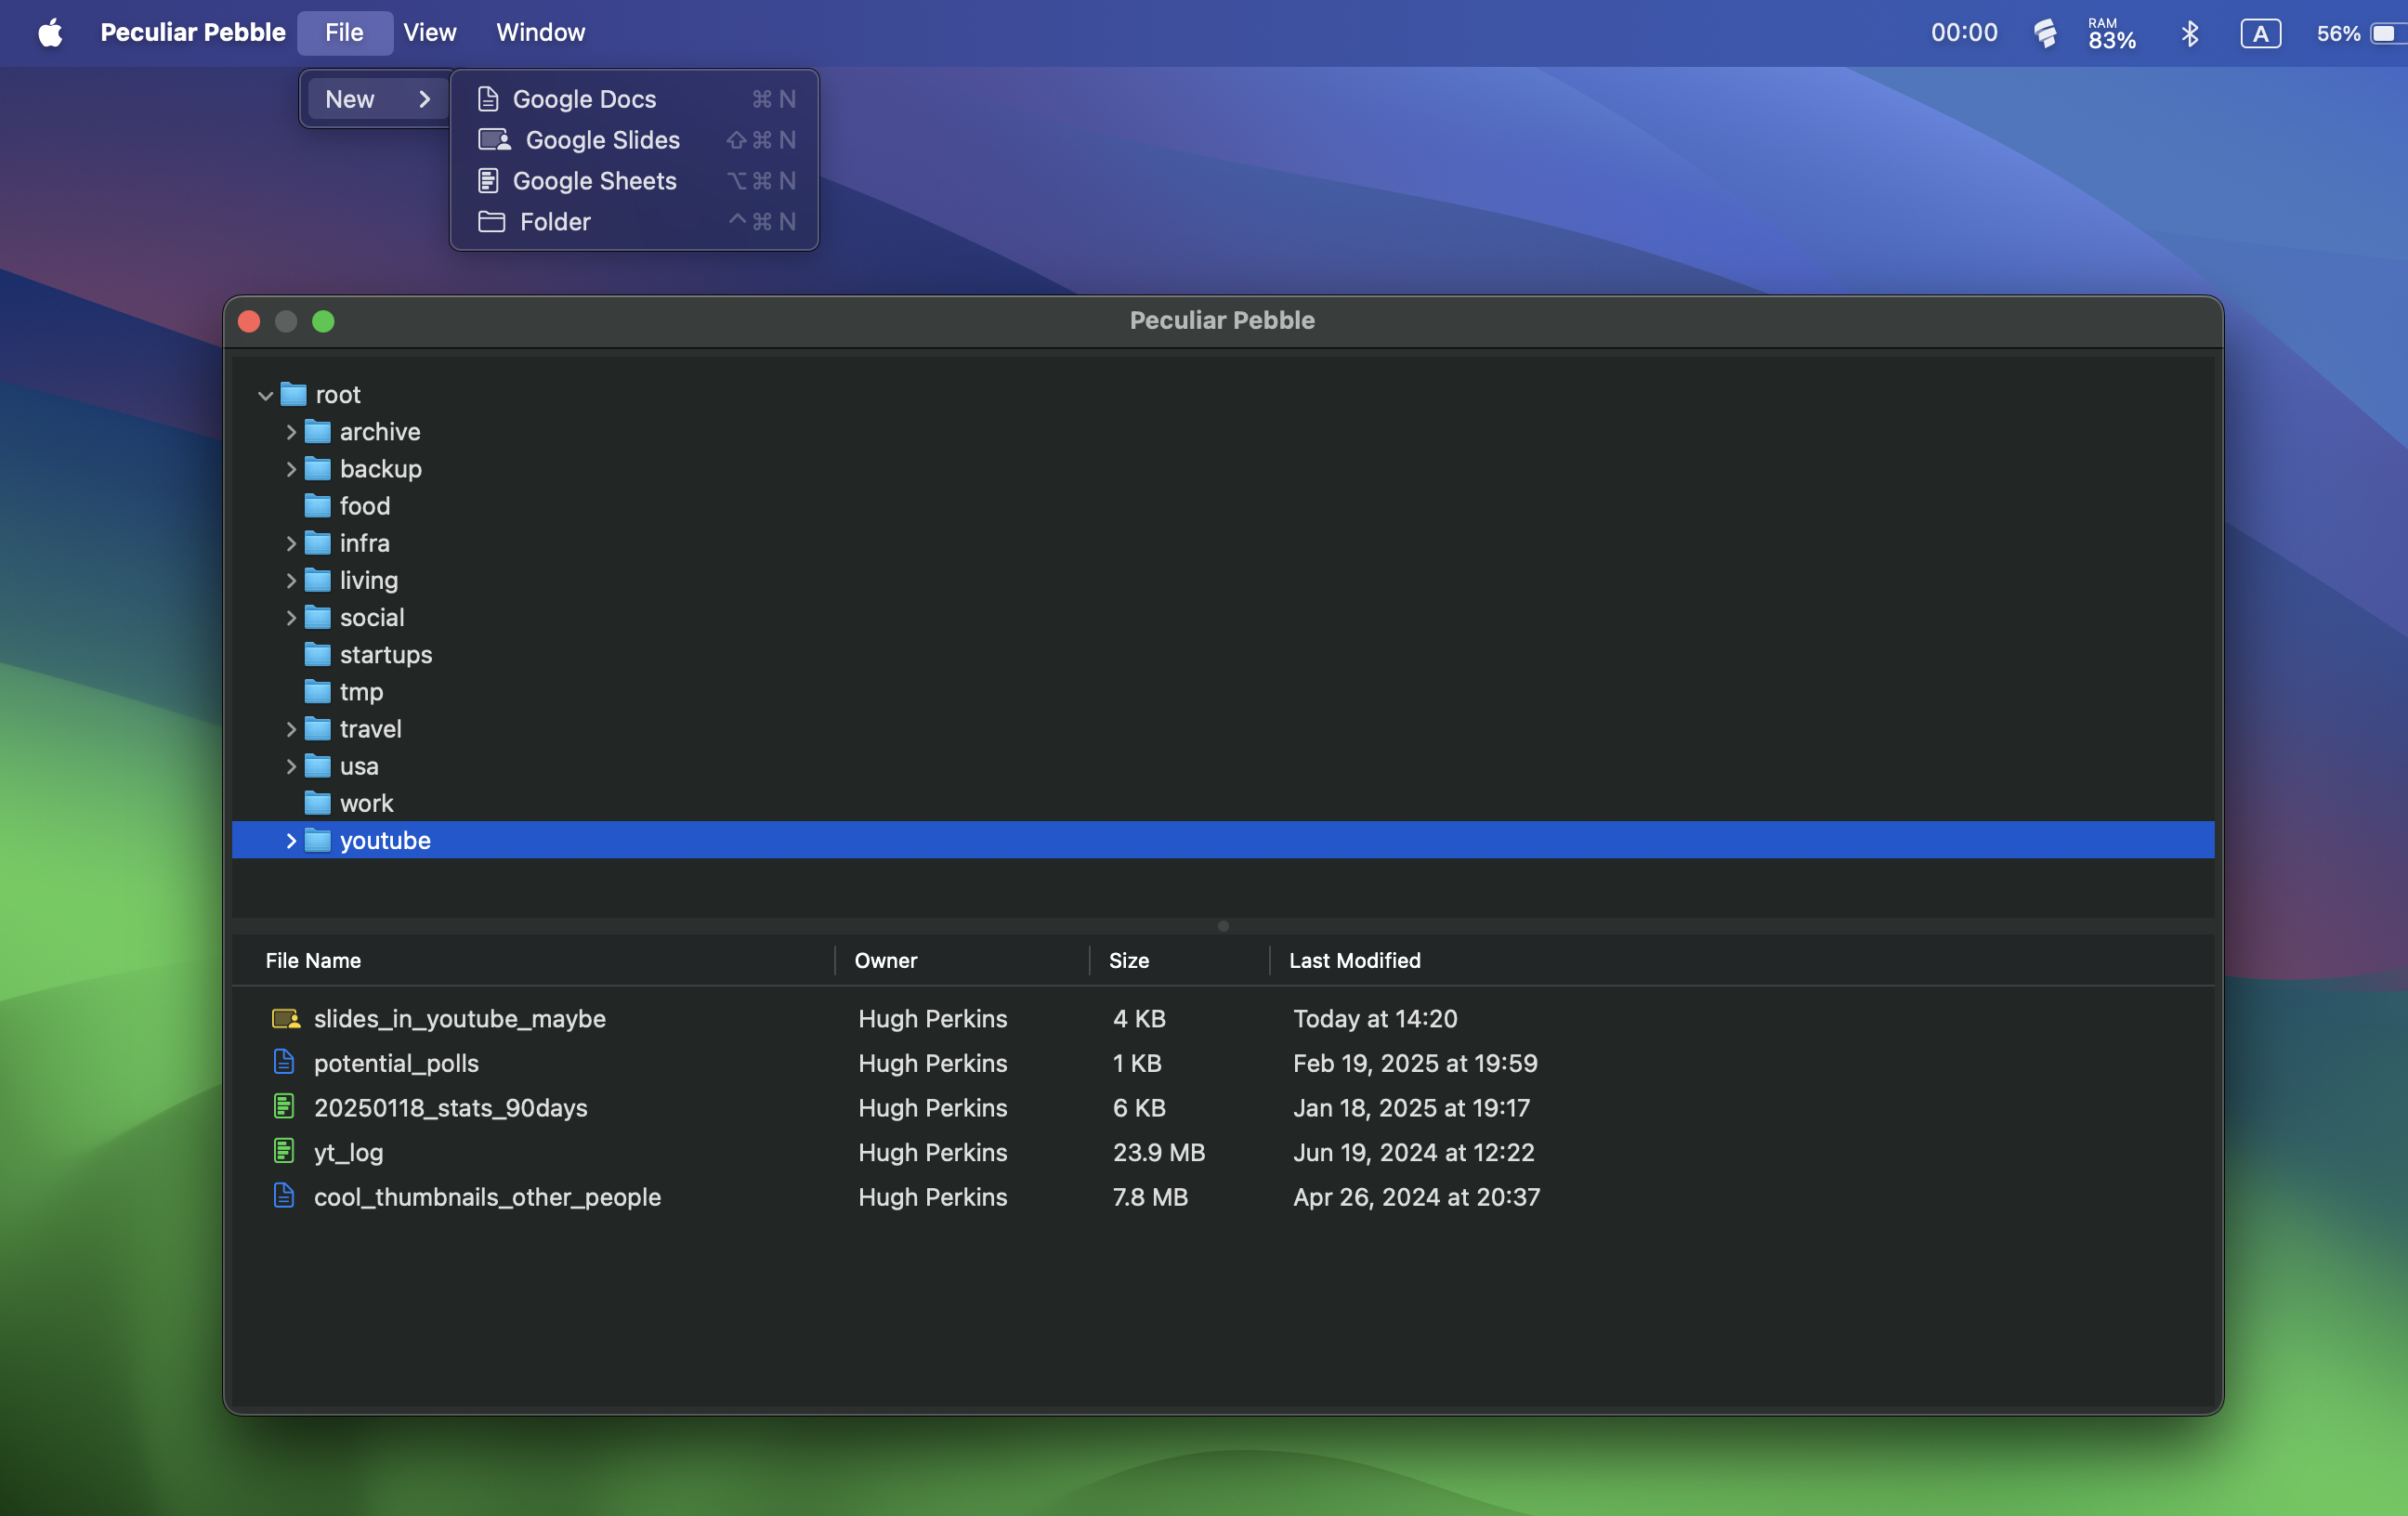 Peculiar Pebble File View Window 00:00 RAM 83% A 56%
New Google Docs ⌘ N
Google Slides ⇧ ⌘ N
Google Sheets ⌥ ⌘ N
Folder ^ ⌘ N
Peculiar Pebble
root
archive
backup
food
infra
living
social
startups
tmp
travel
usa
work
youtube
File Name Owner Size Last Modified
slides_in_youtube_maybe Hugh Perkins 4 KB Today at 14:20
potential_polls Hugh Perkins 1 KB Feb 19, 2025 at 19:59
20250118_stats_90days Hugh Perkins 6 KB Jan 18, 2025 at 19:17
yt_log Hugh Perkins 23.9 MB Jun 19, 2024 at 12:22
cool_thumbnails_other_people Hugh Perkins 7.8 MB Apr 26, 2024 at 20:37